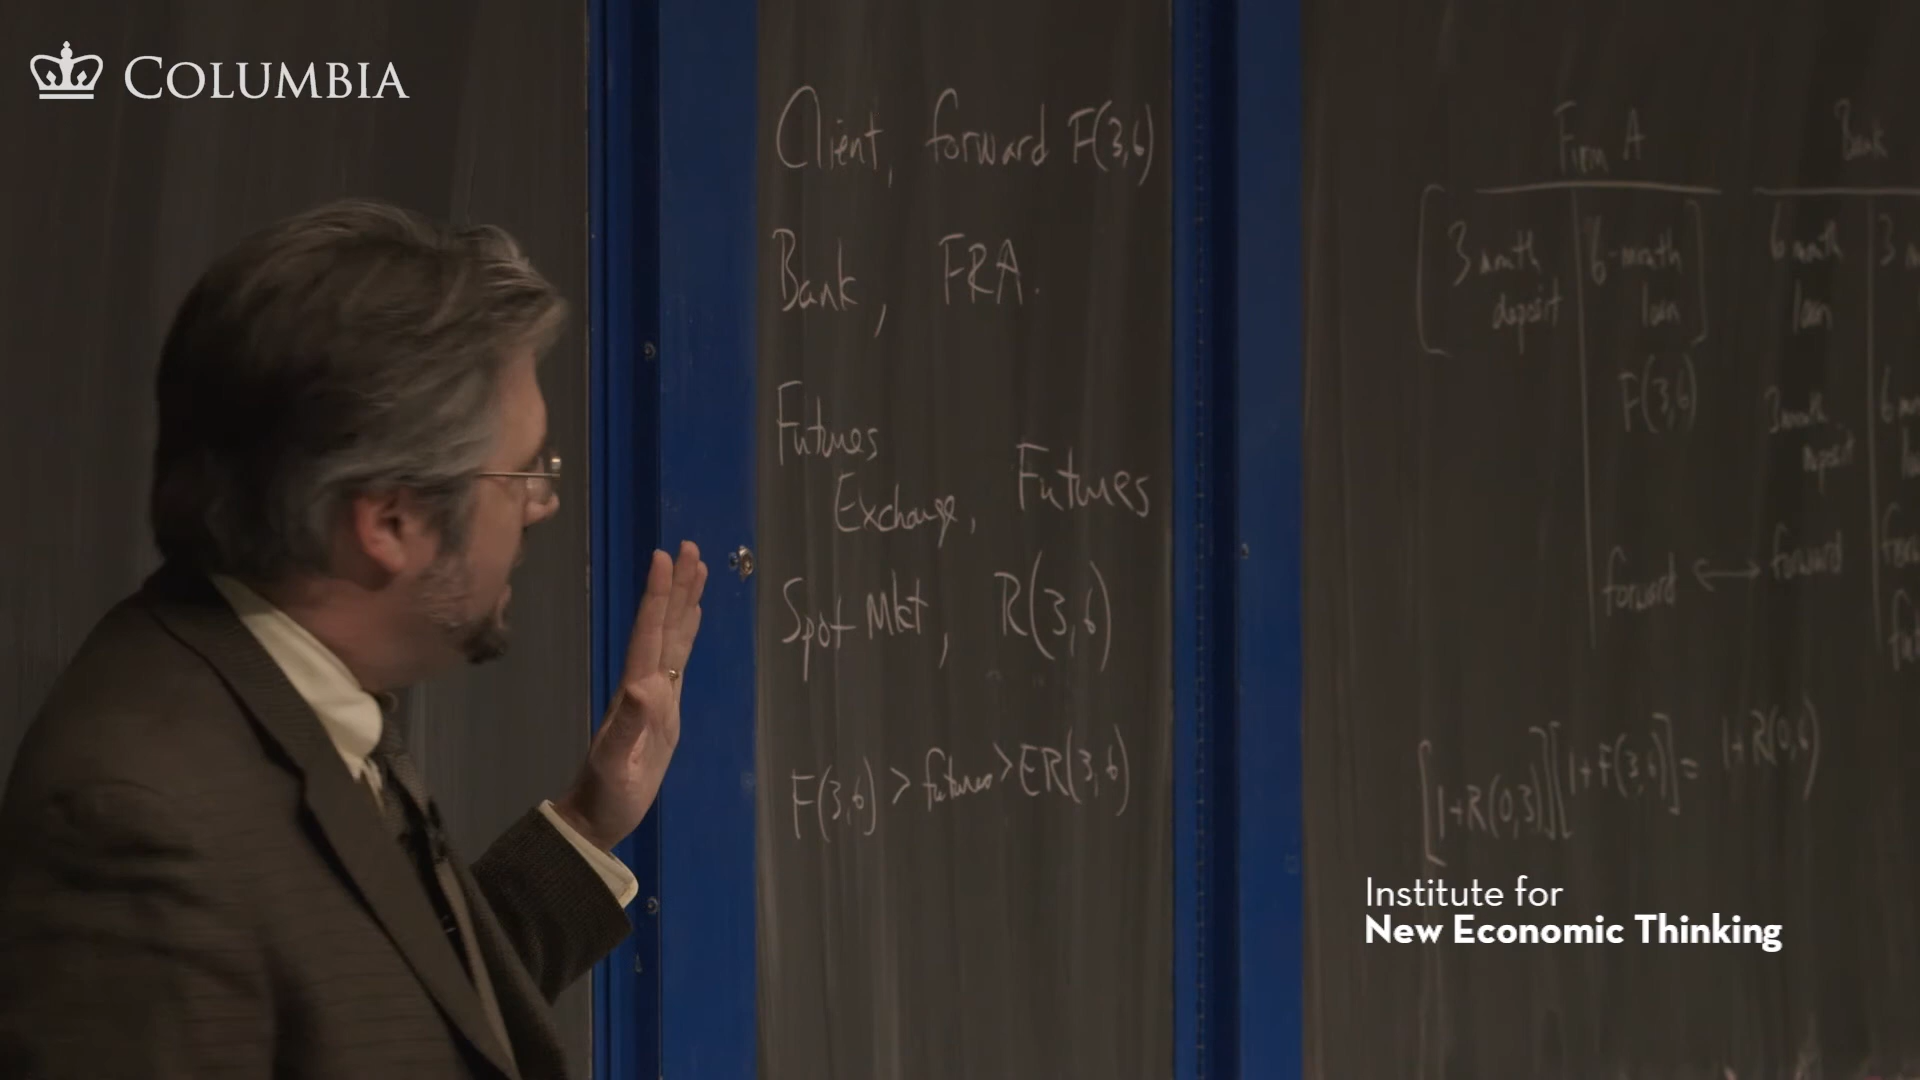 COLUMBIA
Client, forward F(3,6)
Bank, FRA.
Futures
Exchange, Futures
Spot Mkt, R(3,6)
F(3,6) > futures > ER(3,6)
Firm A
3 month
deposit
6-month
loan
F(3,6)
forward ↔ forward
Bank
6 month
loan
3 month
deposit
3 m
6 m
[1+R(0,3)][1+F(3,6)] = 1+R(0,6)
Institute for
New Economic Thinking